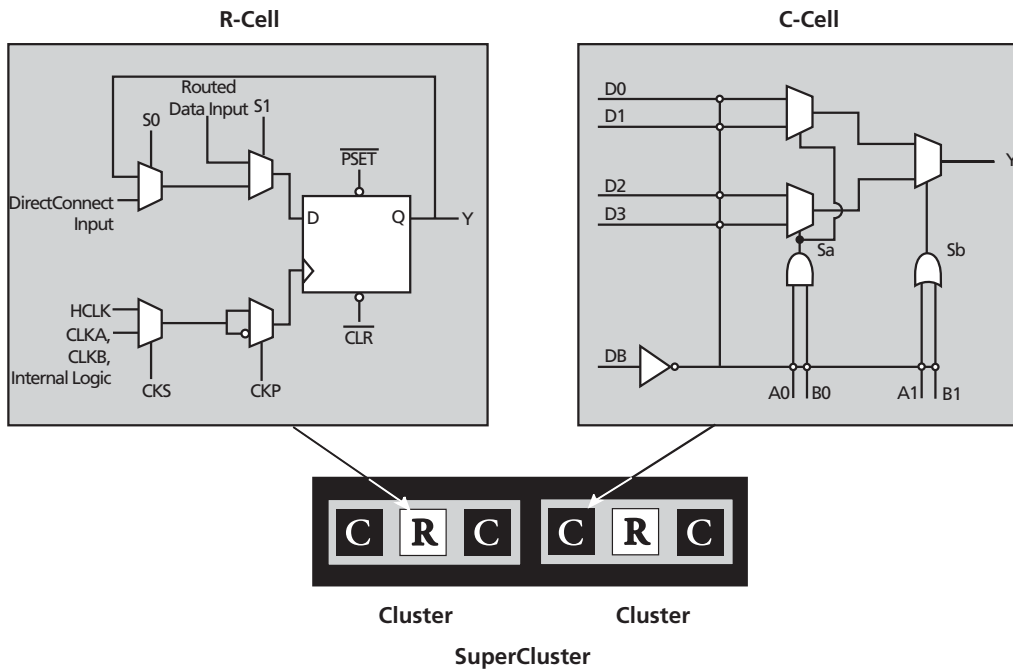 R-Cell
Routed
Data Input
S1
S0
PSET
DirectConnect
Input
D
Q
Y
HCLK
CLKA,
CLKB,
Internal Logic
CKS
CKP
CLR
C-Cell
D0
D1
D2
D3
Sa
Sb
Y
DB
A0
B0
A1
B1
C
R
C
C
R
C
Cluster
Cluster
SuperCluster